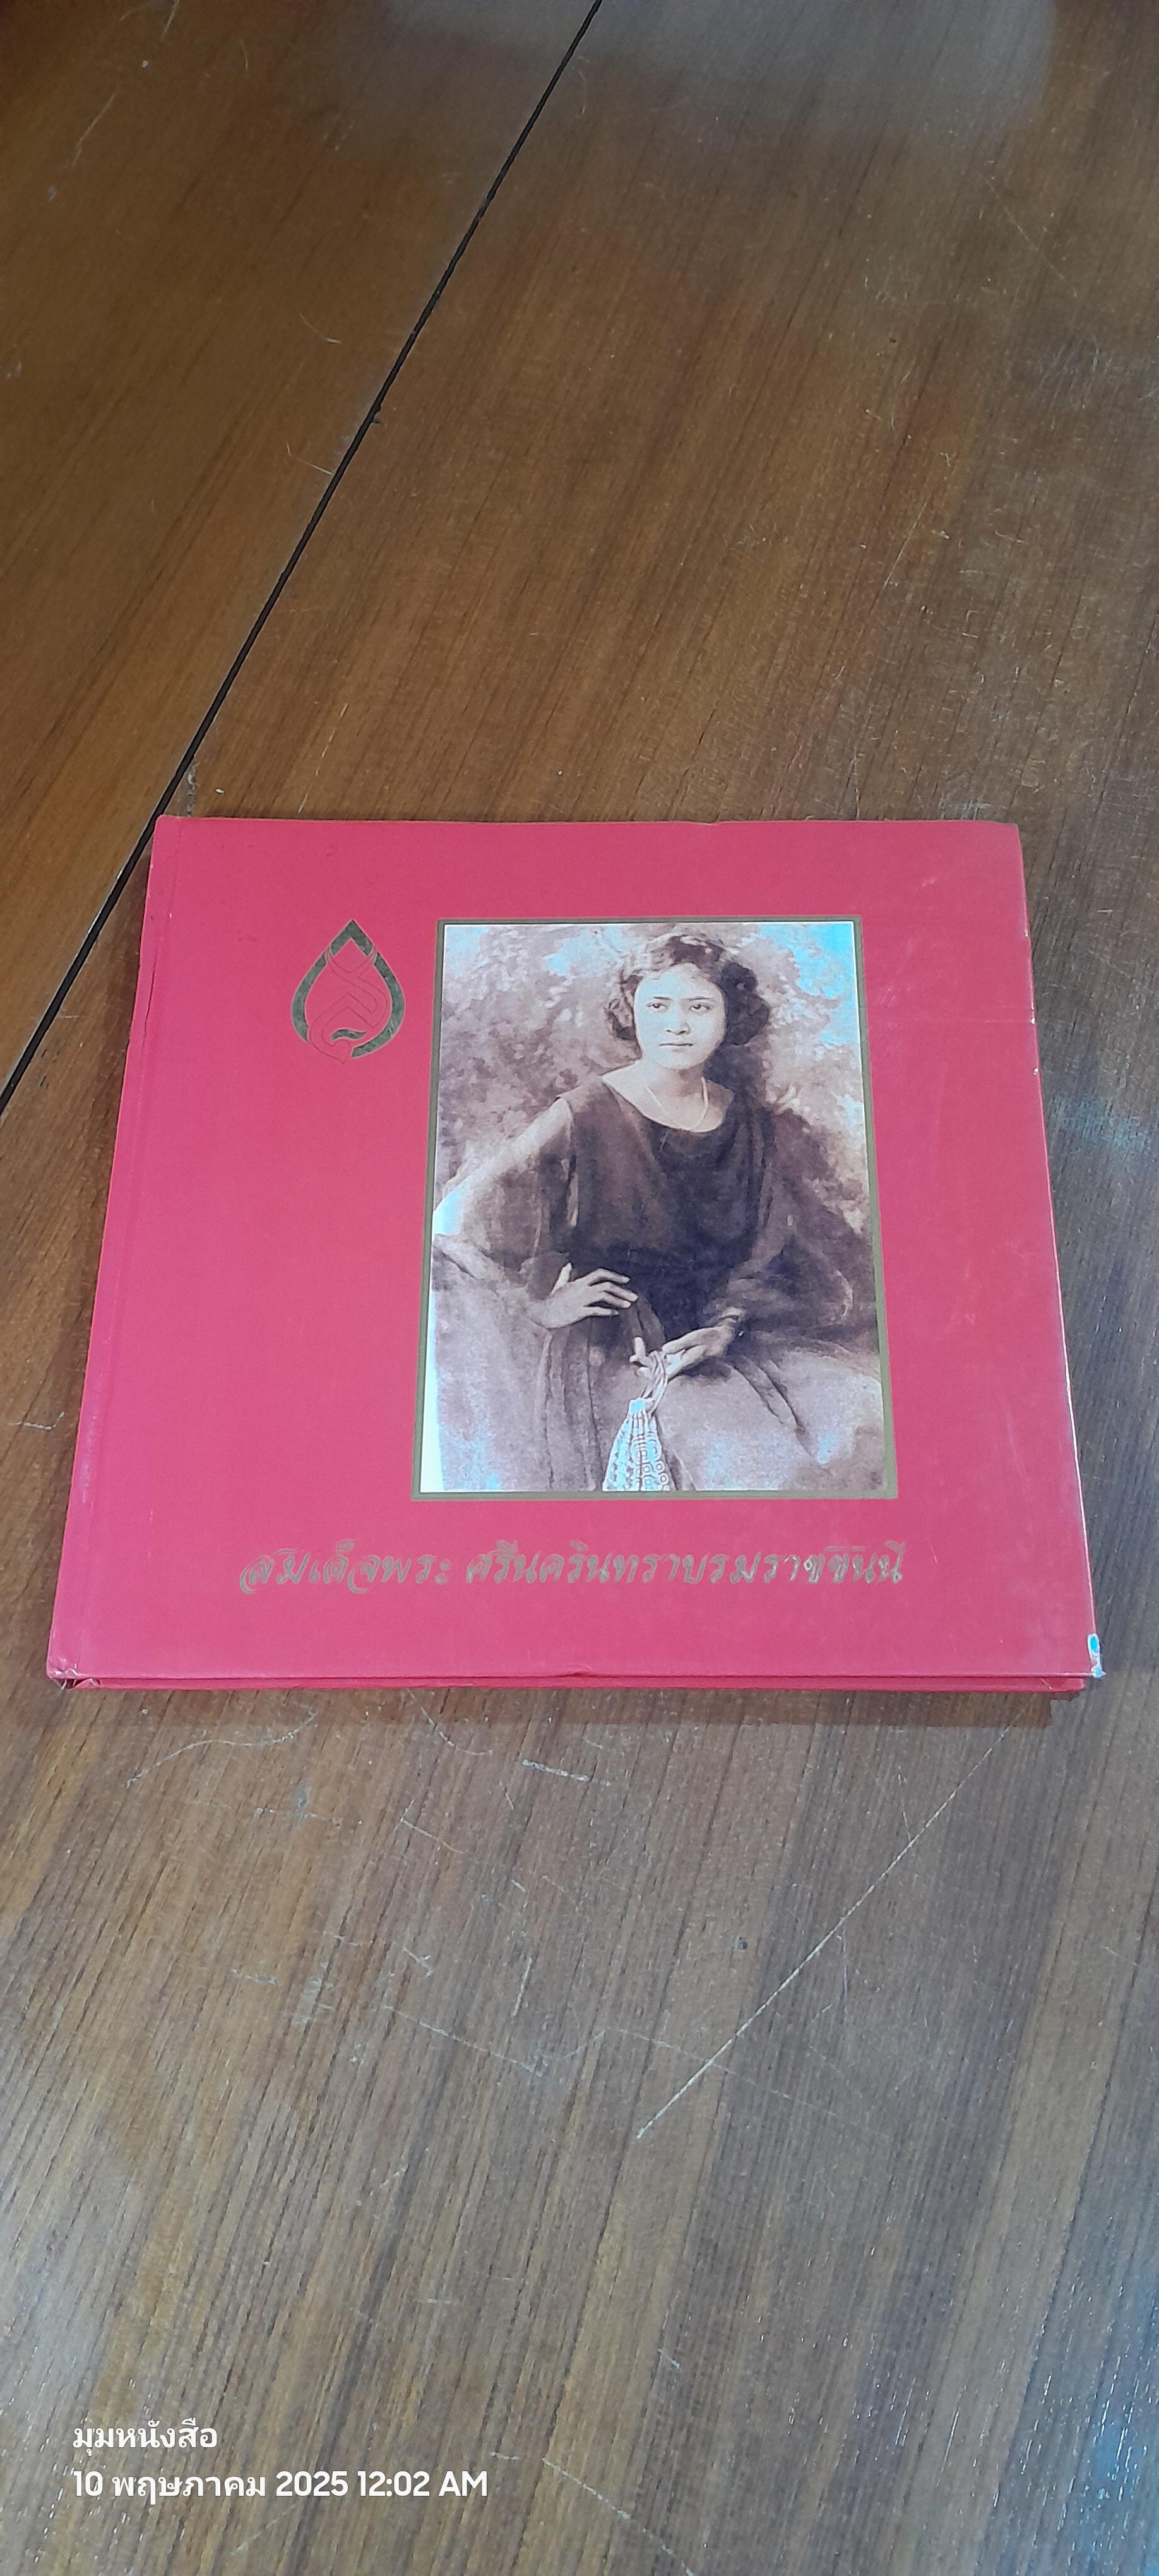 สมเด็จพระ ศรีนครินทราบรมราชชินนี
มุมหนังสือ
10 พฤษภาคม 2025 12:02 AM